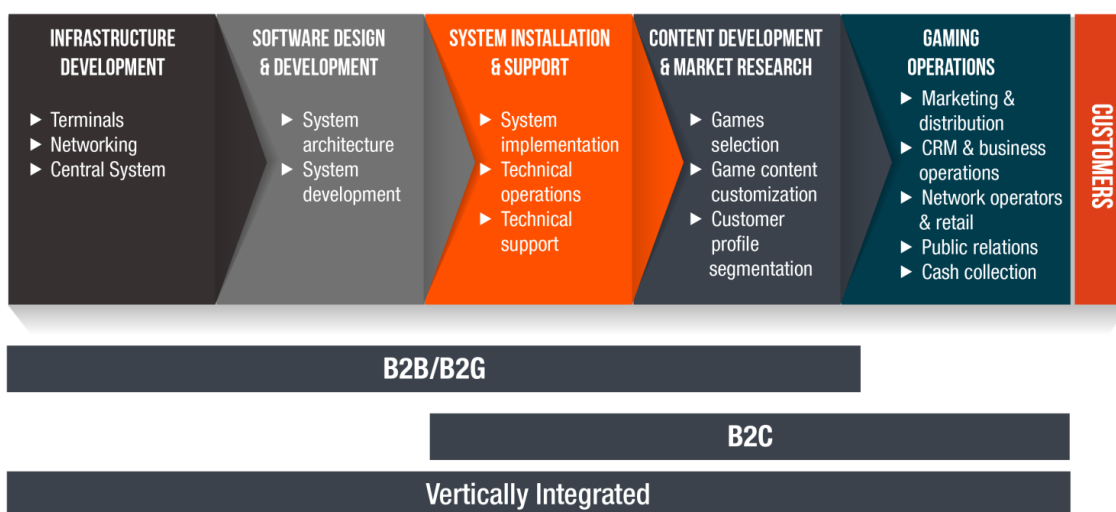 INFRASTRUCTURE
DEVELOPMENT
► Terminals
► Networking
► Central System
SOFTWARE DESIGN
& DEVELOPMENT
► System
architecture
► System
development
SYSTEM INSTALLATION
& SUPPORT
► System
implementation
► Technical
operations
► Technical
support
CONTENT DEVELOPMENT
& MARKET RESEARCH
► Games
selection
► Game content
customization
► Customer
profile
segmentation
GAMING
OPERATIONS
► Marketing &
distribution
► CRM & business
operations
► Network operators
& retail
► Public relations
► Cash collection
CUSTOMERS
B2B/B2G
B2C
Vertically Integrated